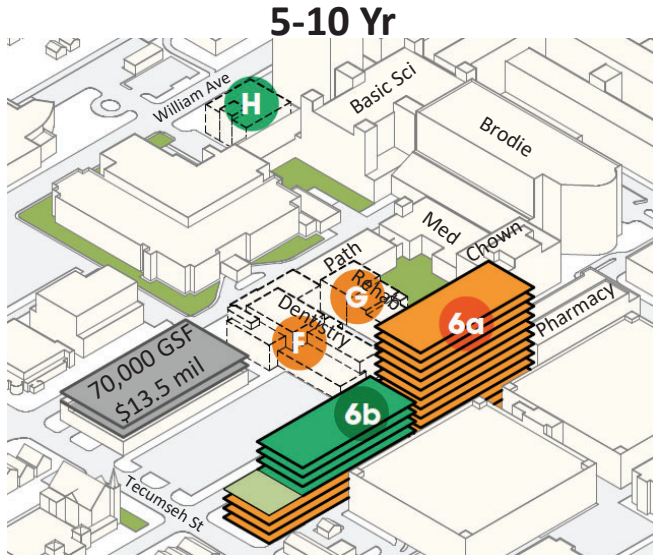 5-10 Yr
William Ave
H
Basic Sci
Brodie
Med
Chown
Path
Rehab
G
Dentistry
F
6a
Pharmacy
70,000 GSF
$13.5 mil
6b
Tecumseh St